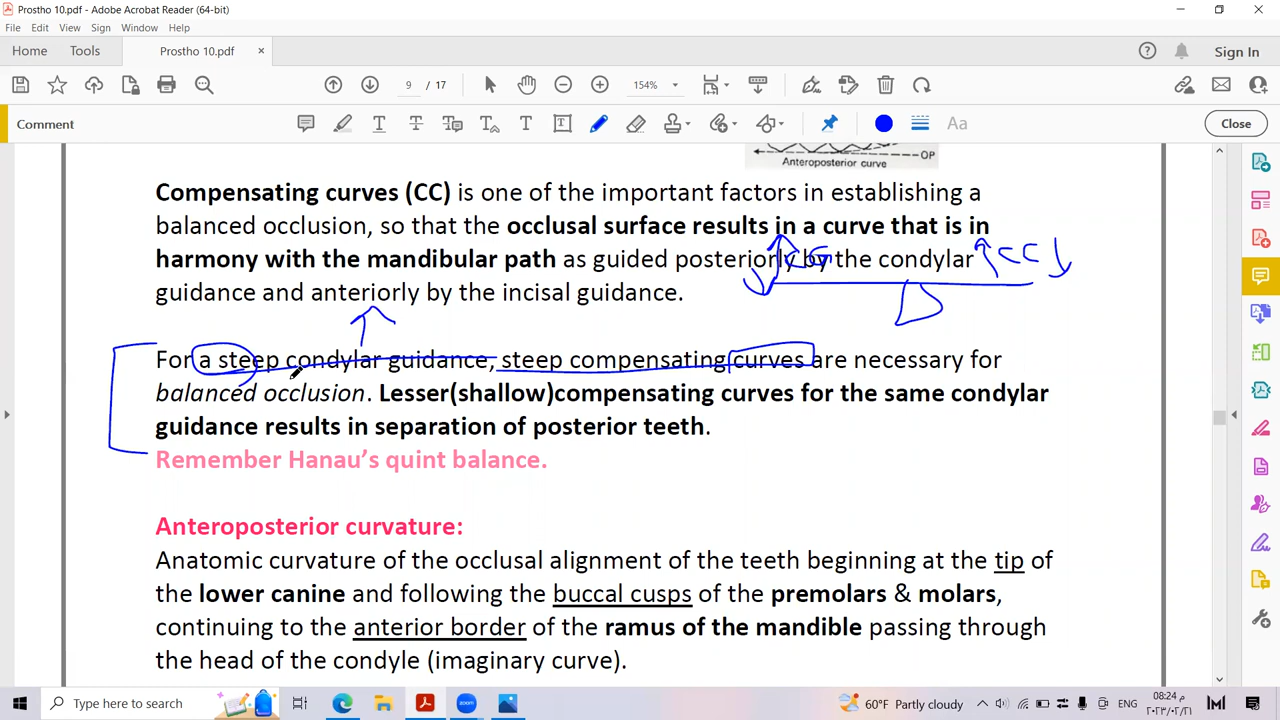 Prostho 10.pdf - Adobe Acrobat Reader (64-bit)
File Edit View Sign Window Help
Home Tools Prostho 10.pdf × Sign In
9 / 17 154%
Comment Close
Anteroposterior curve OP
Compensating curves (CC) is one of the important factors in establishing a
balanced occlusion, so that the occlusal surface results in a curve that is in
harmony with the mandibular path as guided posteriorly by the condylar
CG CC
guidance and anteriorly by the incisal guidance.
For a steep condylar guidance, steep compensating curves are necessary for
balanced occlusion. Lesser(shallow)compensating curves for the same condylar
guidance results in separation of posterior teeth.
Remember Hanau’s quint balance.
Anteroposterior curvature:
Anatomic curvature of the occlusal alignment of the teeth beginning at the tip of
the lower canine and following the buccal cusps of the premolars & molars,
continuing to the anterior border of the ramus of the mandible passing through
the head of the condyle (imaginary curve).
Type here to search zoom 60°F Partly cloudy ENG 08:24 م
٢٠٢٣/٠٢/٢١